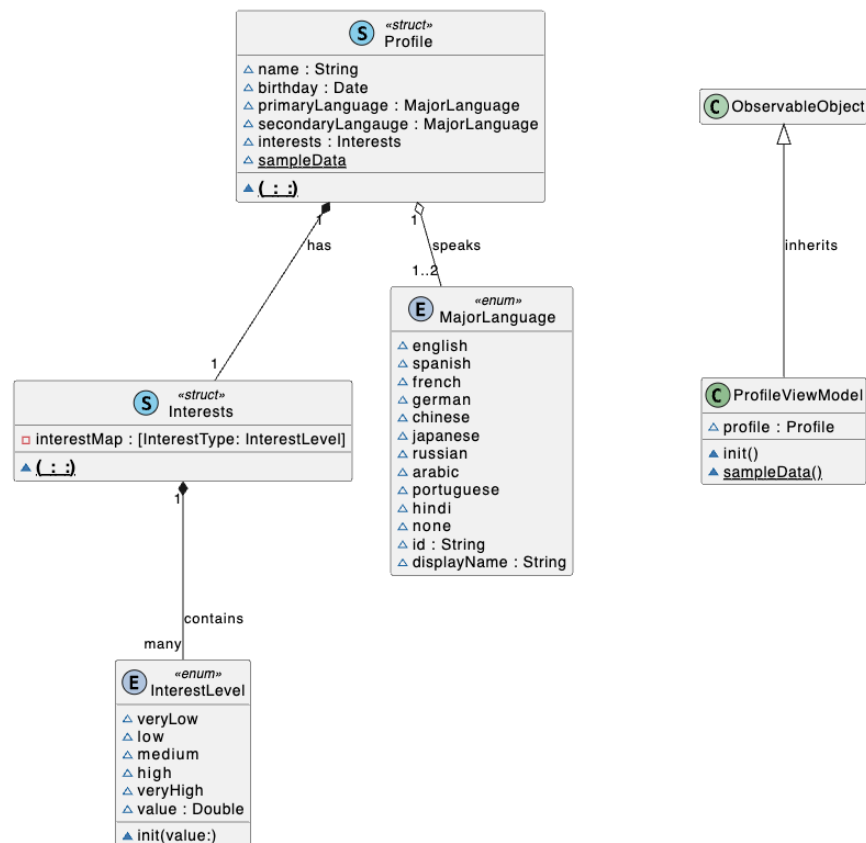 S «struct»
Profile
name : String
birthday : Date
primaryLanguage : MajorLanguage
secondaryLangauge : MajorLanguage
interests : Interests
sampleData
( : :)
1
1
has
speaks
1..2
1
C ObservableObject
inherits
S «struct»
Interests
interestMap : [InterestType: InterestLevel]
( : :)
1
contains
many
E «enum»
MajorLanguage
english
spanish
french
german
chinese
japanese
russian
arabic
portuguese
hindi
none
id : String
displayName : String
C ProfileViewModel
profile : Profile
init()
sampleData()
E «enum»
InterestLevel
veryLow
low
medium
high
veryHigh
value : Double
init(value:)